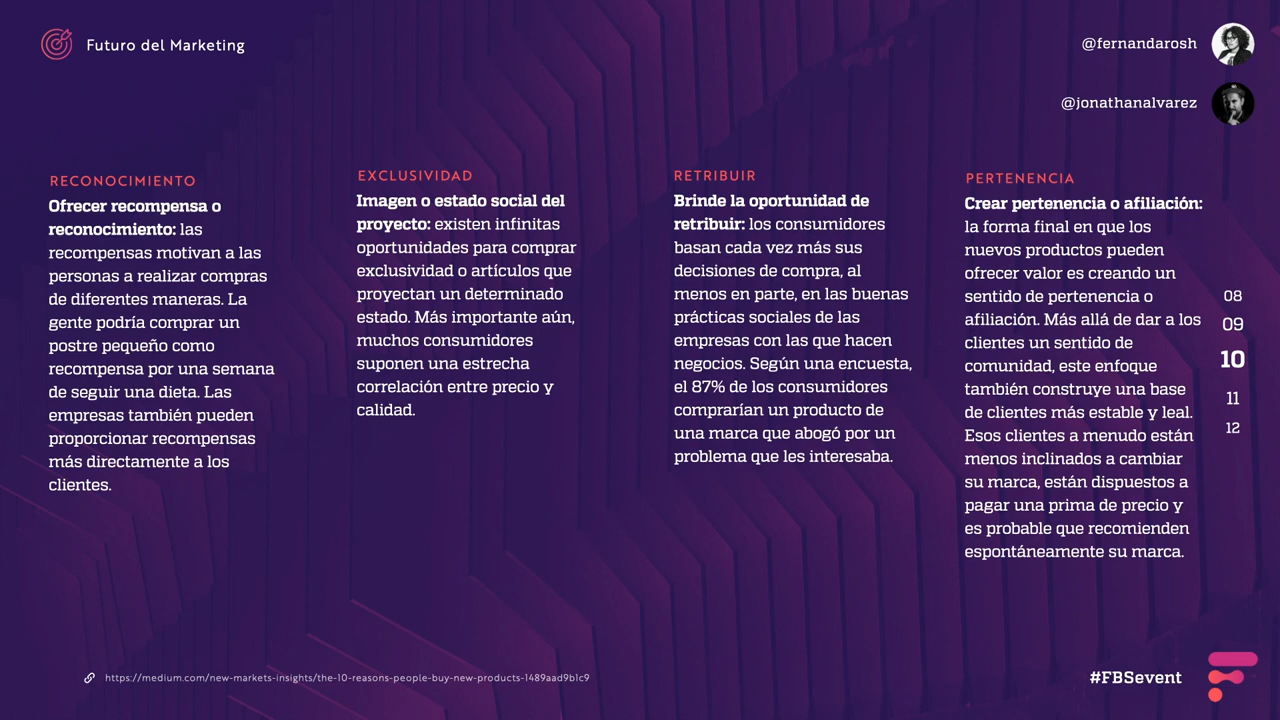 Futuro del Marketing
@fernandarosh
@jonathanalvarez
RECONOCIMIENTO
Ofrecer recompensa o
reconocimiento: las
recompensas motivan a las
personas a realizar compras
de diferentes maneras. La
gente podría comprar un
postre pequeño como
recompensa por una semana
de seguir una dieta. Las
empresas también pueden
proporcionar recompensas
más directamente a los
clientes.
EXCLUSIVIDAD
Imagen o estado social del
proyecto: existen infinitas
oportunidades para comprar
exclusividad o artículos que
proyectan un determinado
estado. Más importante aún,
muchos consumidores
suponen una estrecha
correlación entre precio y
calidad.
RETRIBUIR
Brinde la oportunidad de
retribuir: los consumidores
basan cada vez más sus
decisiones de compra, al
menos en parte, en las buenas
prácticas sociales de las
empresas con las que hacen
negocios. Según una encuesta,
el 87% de los consumidores
comprarían un producto de
una marca que abogó por un
problema que les interesaba.
PERTENENCIA
Crear pertenencia o afiliación:
la forma final en que los
nuevos productos pueden
ofrecer valor es creando un
sentido de pertenencia o
afiliación. Más allá de dar a los
clientes un sentido de
comunidad, este enfoque
también construye una base
de clientes más estable y leal.
Esos clientes a menudo están
menos inclinados a cambiar
su marca, están dispuestos a
pagar una prima de precio y
es probable que recomienden
espontáneamente su marca.
08
09
10
11
12
https://medium.com/new-markets-insights/the-10-reasons-people-buy-new-products-1489aad9b1c9
#FBSevent